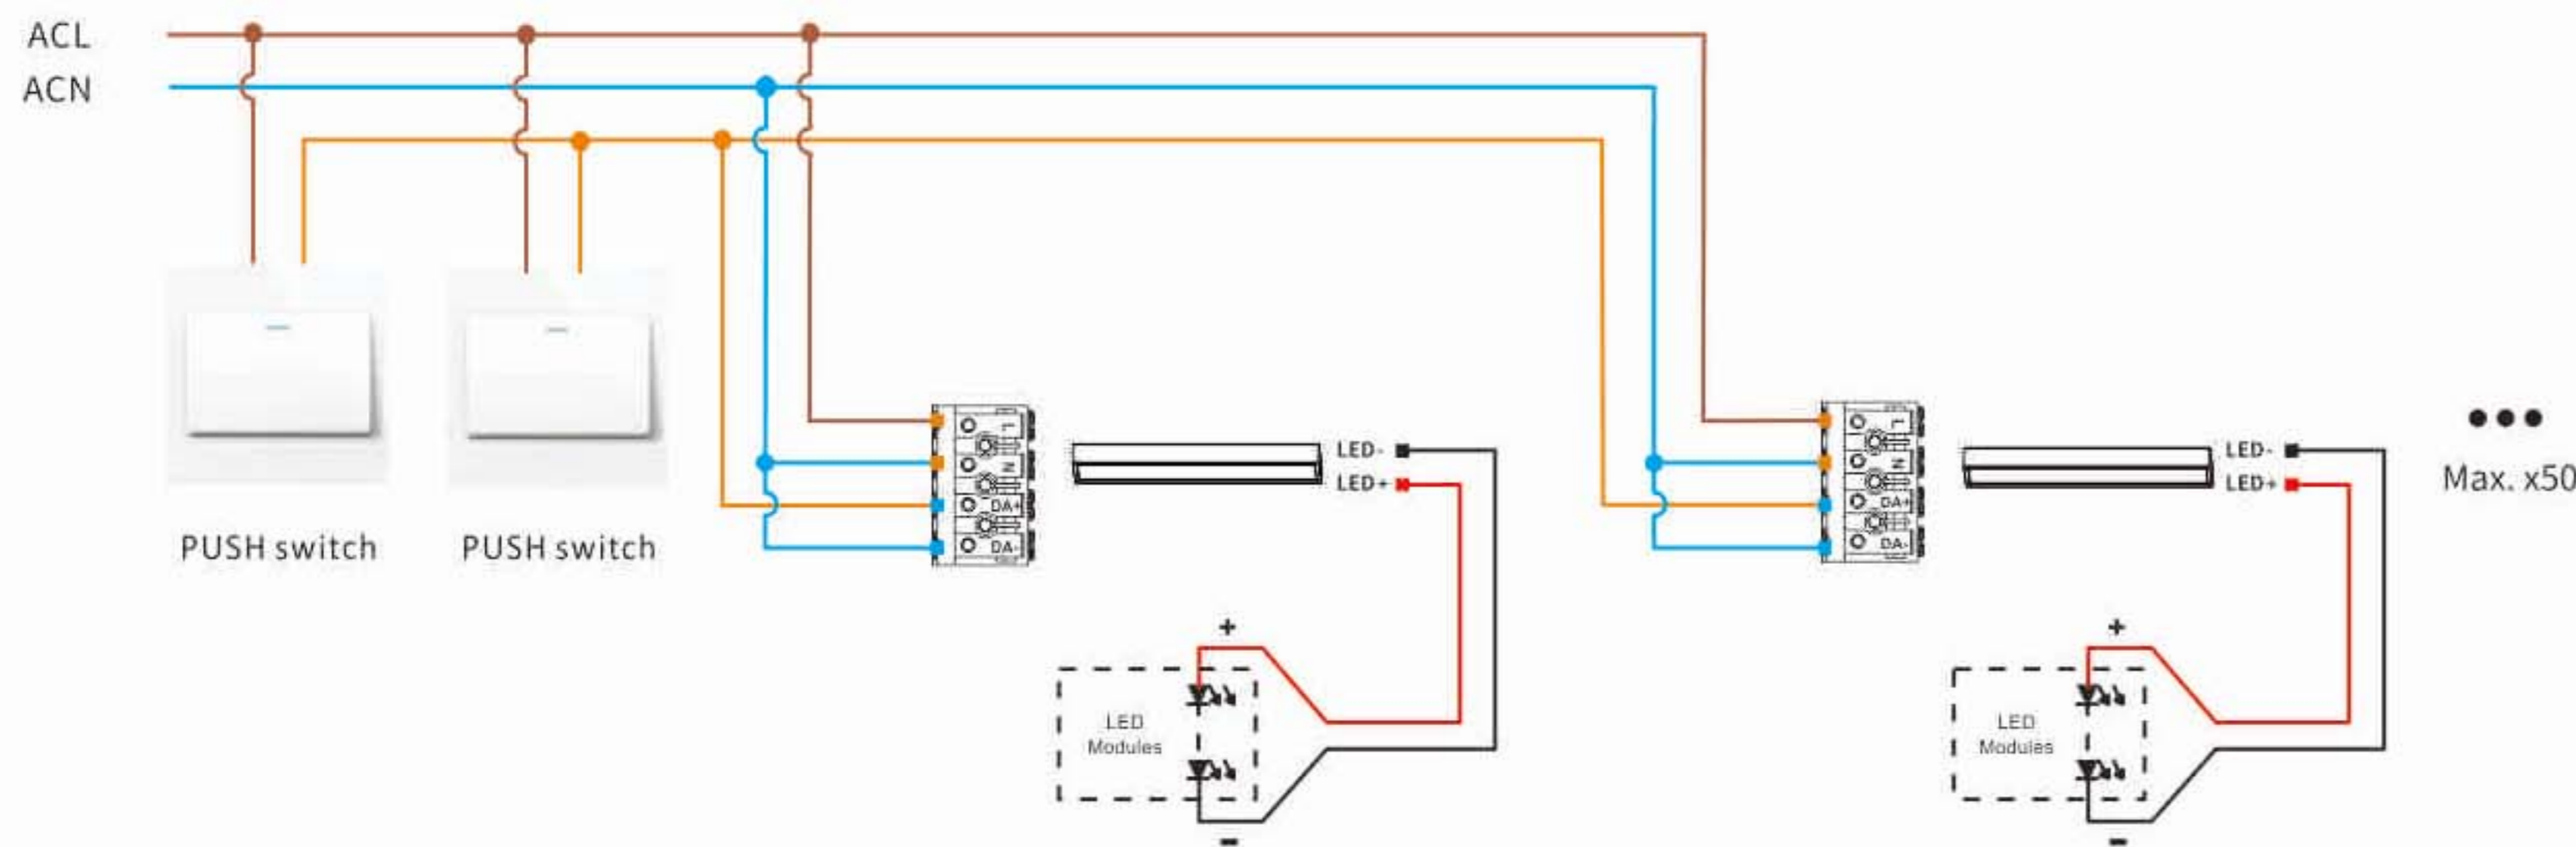 ACL
ACN
PUSH switch
PUSH switch
L
N
DA+
DA-
LED-
LED+
L
N
DA+
DA-
LED-
LED+
Max. x50
+
LED
Modules
-
+
LED
Modules
-